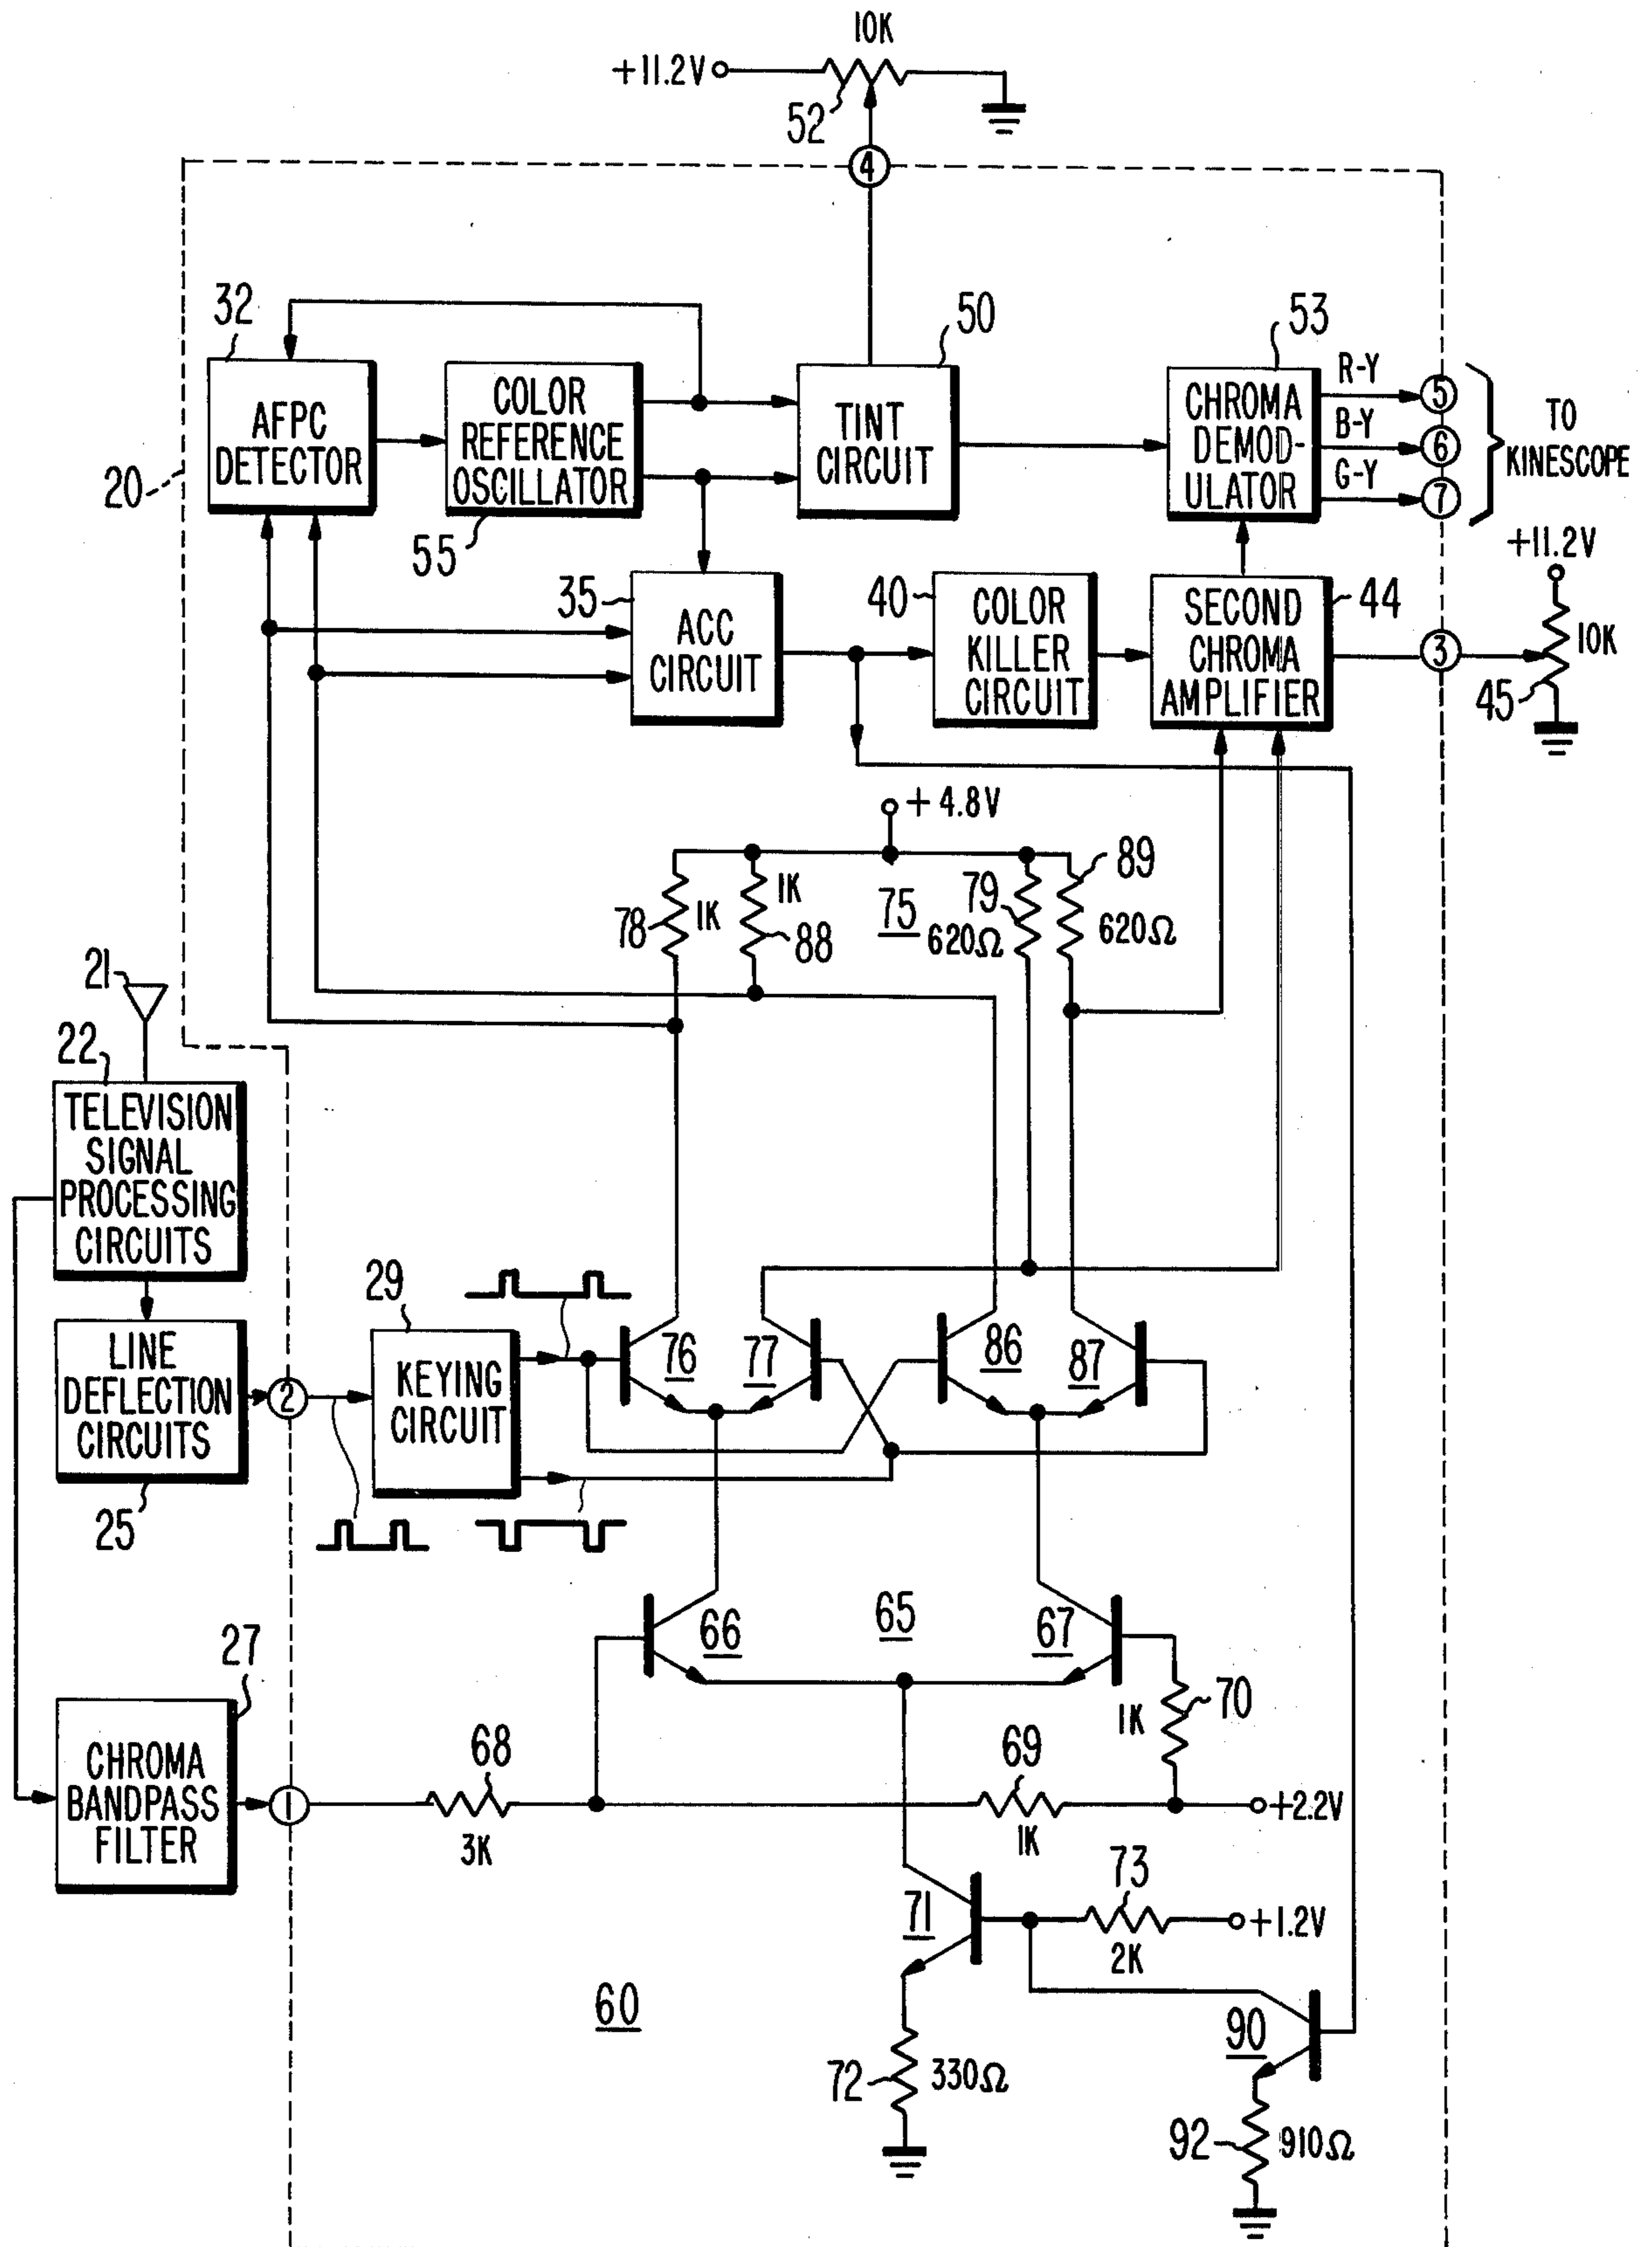 10K
+11.2V
52
4
32
50
53
AFPC
DETECTOR
COLOR
REFERENCE
OSCILLATOR
TINT
CIRCUIT
CHROMA
DEMOD-
ULATOR
R-Y
B-Y
G-Y
5
6
7
TO
KINESCOPE
20
55
+11.2V
35
ACC
CIRCUIT
40
COLOR
KILLER
CIRCUIT
SECOND
CHROMA
AMPLIFIER
44
3
10K
45
+4.8V
78
1K
1K
88
75
79
620Ω
89
620Ω
21
22
TELEVISION
SIGNAL
PROCESSING
CIRCUITS
29
LINE
DEFLECTION
CIRCUITS
2
KEYING
CIRCUIT
76
77
86
87
25
66
65
67
27
70
1K
CHROMA
BANDPASS
FILTER
1
68
3K
69
1K
+2.2V
71
73
2K
+1.2V
60
90
72
330Ω
92
910Ω